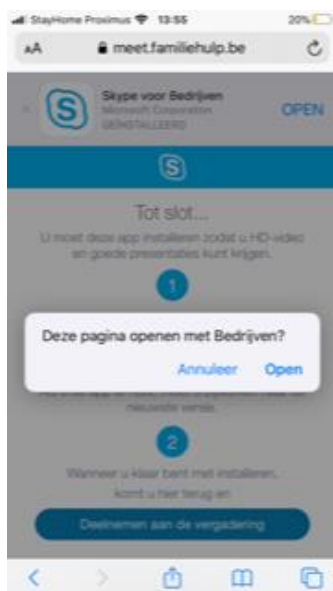 StayHome Proximus 13:55 20%
AA meet.familiehulp.be
Skype voor Bedrijven
Microsoft Corporation
GEÏNSTALLEERD
OPEN
Tot slot...
U moet deze app installeren zodat u HD-video
en goede presentaties kunt krijgen.
1
Deze pagina openen met Bedrijven?
Annuleer Open
nieuwste versie.
2
Wanneer u klaar bent met installeren,
komt u hier terug en
Deelnemen aan de vergadering